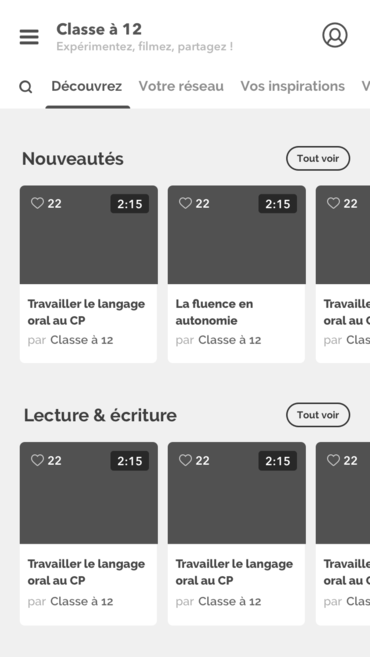 Classe à 12
Expérimentez, filmez, partagez !
Découvrez Votre réseau Vos inspirations V
Nouveautés Tout voir
22 2:15 22 2:15 22
Travailler le langage La fluence en Travaille
oral au CP autonomie oral au C
par Classe à 12 par Classe à 12 par Clas
Lecture & écriture Tout voir
22 2:15 22 2:15 22
Travailler le langage Travailler le langage Travaille
oral au CP oral au CP oral au C
par Classe à 12 par Classe à 12 par Clas